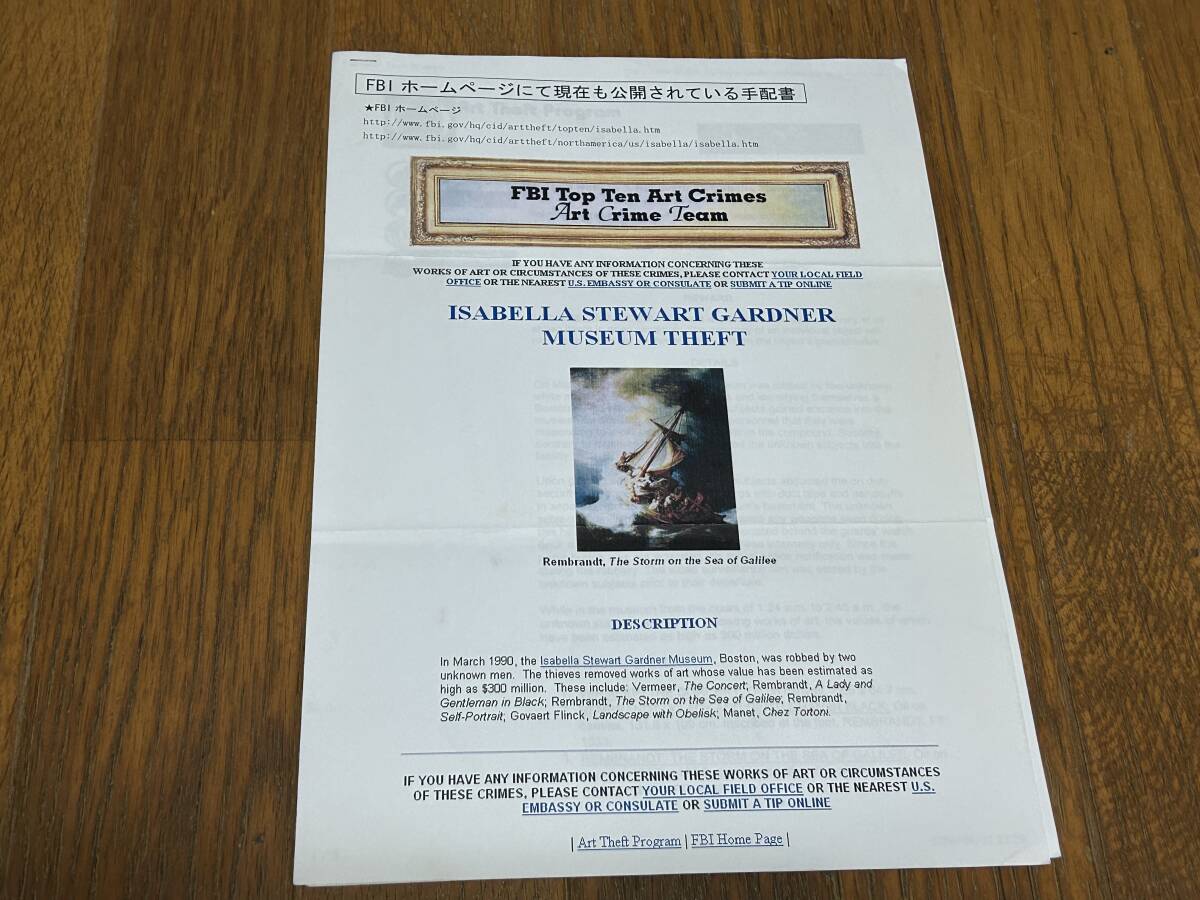 FBI ホームページにて現在も公開されている手配書
★FBI ホームページ
http://www.fbi.gov/hq/cid/arttheft/topten/isabella.htm
http://www.fbi.gov/hq/cid/arttheft/northamerica/us/isabella/isabella.htm
FBI Top Ten Art Crimes
Art Crime Team
IF YOU HAVE ANY INFORMATION CONCERNING THESE
WORKS OF ART OR CIRCUMSTANCES OF THESE CRIMES, PLEASE CONTACT YOUR LOCAL FIELD
OFFICE OR THE NEAREST U.S. EMBASSY OR CONSULATE OR SUBMIT A TIP ONLINE
ISABELLA STEWART GARDNER
MUSEUM THEFT
Rembrandt, The Storm on the Sea of Galilee
DESCRIPTION
In March 1990, the Isabella Stewart Gardner Museum, Boston, was robbed by two
unknown men. The thieves removed works of art whose value has been estimated as
high as $300 million. These include: Vermeer, The Concert; Rembrandt, A Lady and
Gentleman in Black; Rembrandt, The Storm on the Sea of Galilee; Rembrandt,
Self-Portrait; Govaert Flinck, Landscape with Obelisk; Manet, Chez Tortoni.
IF YOU HAVE ANY INFORMATION CONCERNING THESE WORKS OF ART OR CIRCUMSTANCES
OF THESE CRIMES, PLEASE CONTACT YOUR LOCAL FIELD OFFICE OR THE NEAREST U.S.
EMBASSY OR CONSULATE OR SUBMIT A TIP ONLINE
| Art Theft Program | FBI Home Page |